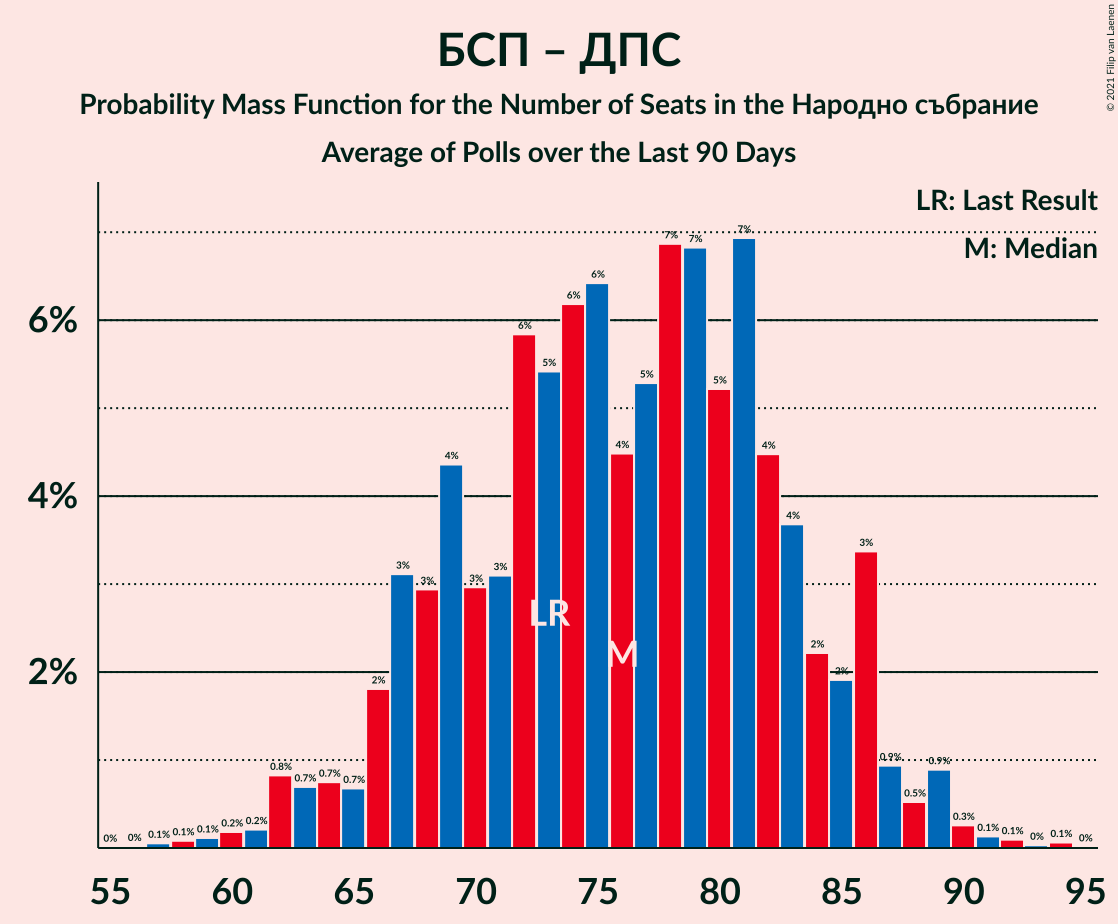 БСП – ДПС
Probability Mass Function for the Number of Seats in the Народно събрание
Average of Polls over the Last 90 Days
© 2021 Filip van Laenen
LR: Last Result
M: Median
6%
4%
2%
0% 0% 0.1% 0.1% 0.1% 0.2% 0.2% 0.8% 0.7% 0.7% 0.7% 2% 3% 3% 4% 3% 3% 6% 5% 6% 6% 4% 5% 7% 7% 5% 7% 4% 4% 2% 2% 3% 0.9% 0.5% 0.9% 0.3% 0.1% 0.1% 0% 0.1% 0%
LR
M
55 60 65 70 75 80 85 90 95